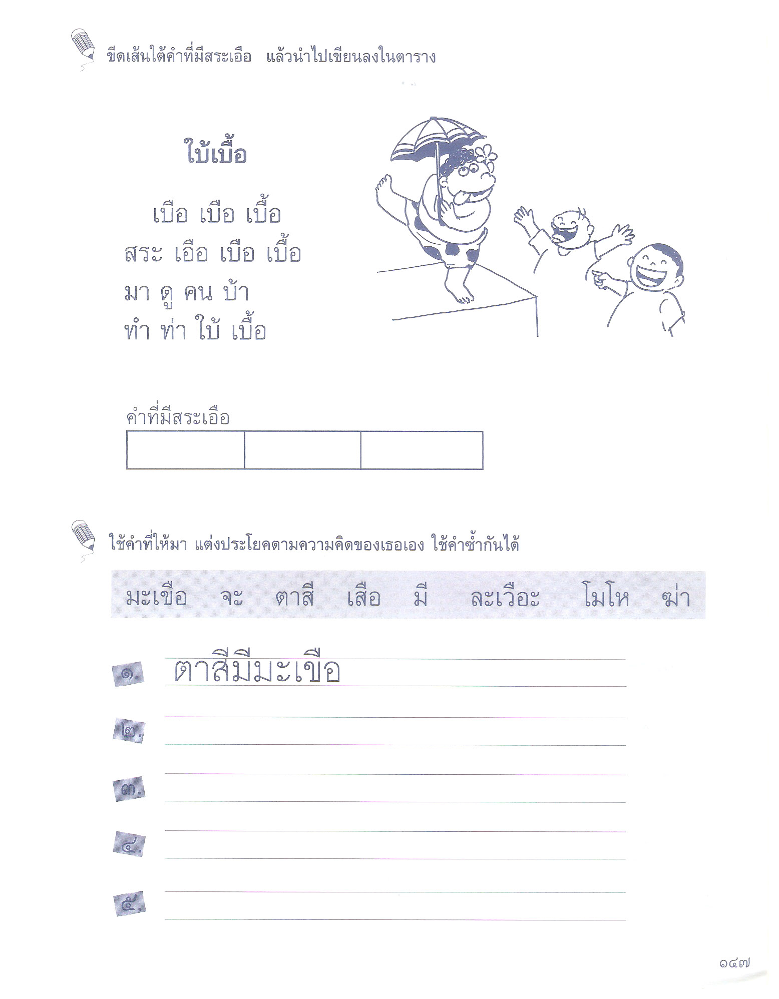 ขีดเส้นใต้คำที่มีสระเอือ แล้วนำไปเขียนลงในตาราง
ใบ้เบื้อ
เบือ เบือ เบื้อ
สระ เอือ เบือ เบื้อ
มา ดู คน บ้า
ทำ ท่า ใบ้ เบื้อ
คำที่มีสระเอือ
ใช้คำที่ให้มา แต่งประโยคตามความคิดของเธอเอง ใช้คำซ้ำกันได้
มะเขือ จะ ตาสี เสือ มี ละเวือะ โมโห ฆ่า
๑. ตาสีมีมะเขือ
๒.
๓.
๔.
๕.
๑๔๗